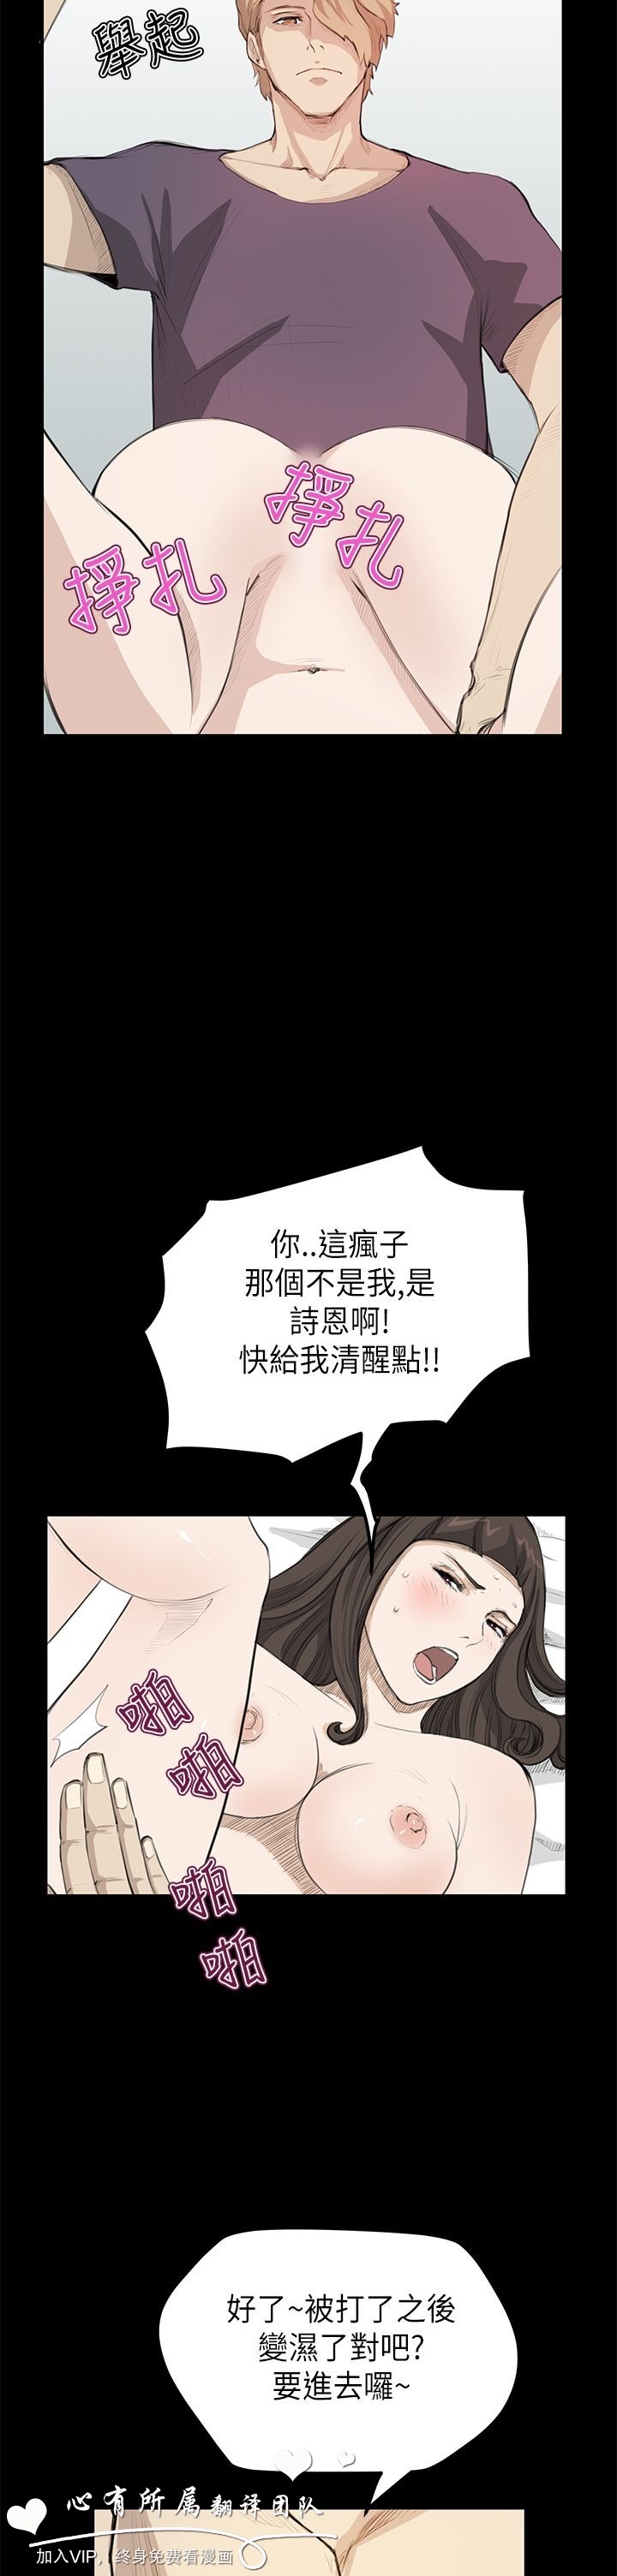 舉起
掙扎
掙扎
你..這瘋子
那個不是我,是
詩恩啊!
快給我清醒點!!
啪
啪
啪
啪
好了~被打了之後
變濕了對吧?
要進去囉~
心有所属翻译团队
加入VIP，终身免费看漫画